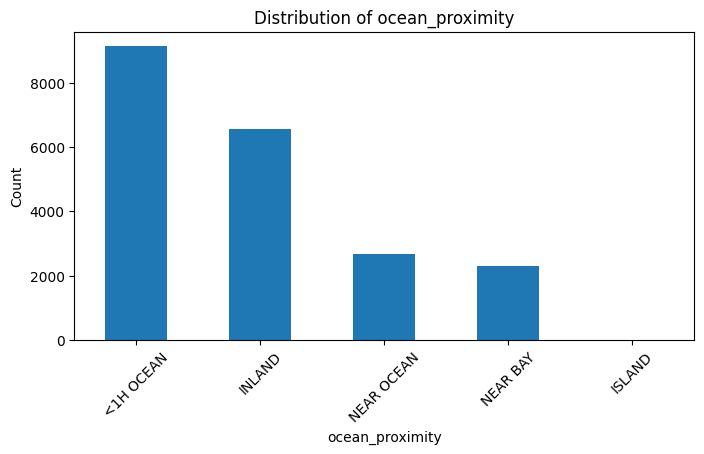 Distribution of ocean_proximity
8000
6000
4000
2000
0
Count
<1H OCEAN
INLAND
NEAR OCEAN
NEAR BAY
ISLAND
ocean_proximity